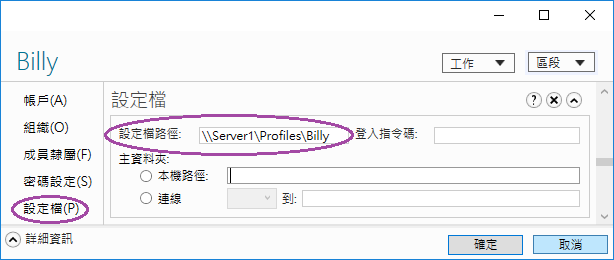 Billy
工作
區段
帳戶(A)
組織(O)
成員隸屬(F)
密碼設定(S)
設定檔(P)
設定檔
設定檔路徑: \\Server1\Profiles\Billy 登入指令碼:
主資料夾:
本機路徑:
連線 到:
詳細資訊
確定
取消